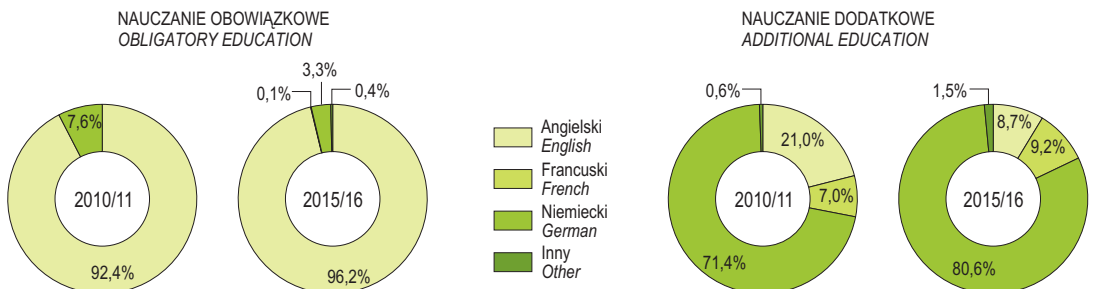 NAUCZANIE OBOWIĄZKOWE
OBLIGATORY EDUCATION
7,6%
2010/11
92,4%
3,3%
0,1%
0,4%
2015/16
96,2%
Angielski
English
Francuski
French
Niemiecki
German
Inny
Other
NAUCZANIE DODATKOWE
ADDITIONAL EDUCATION
0,6%
21,0%
7,0%
2010/11
71,4%
1,5%
8,7%
9,2%
2015/16
80,6%